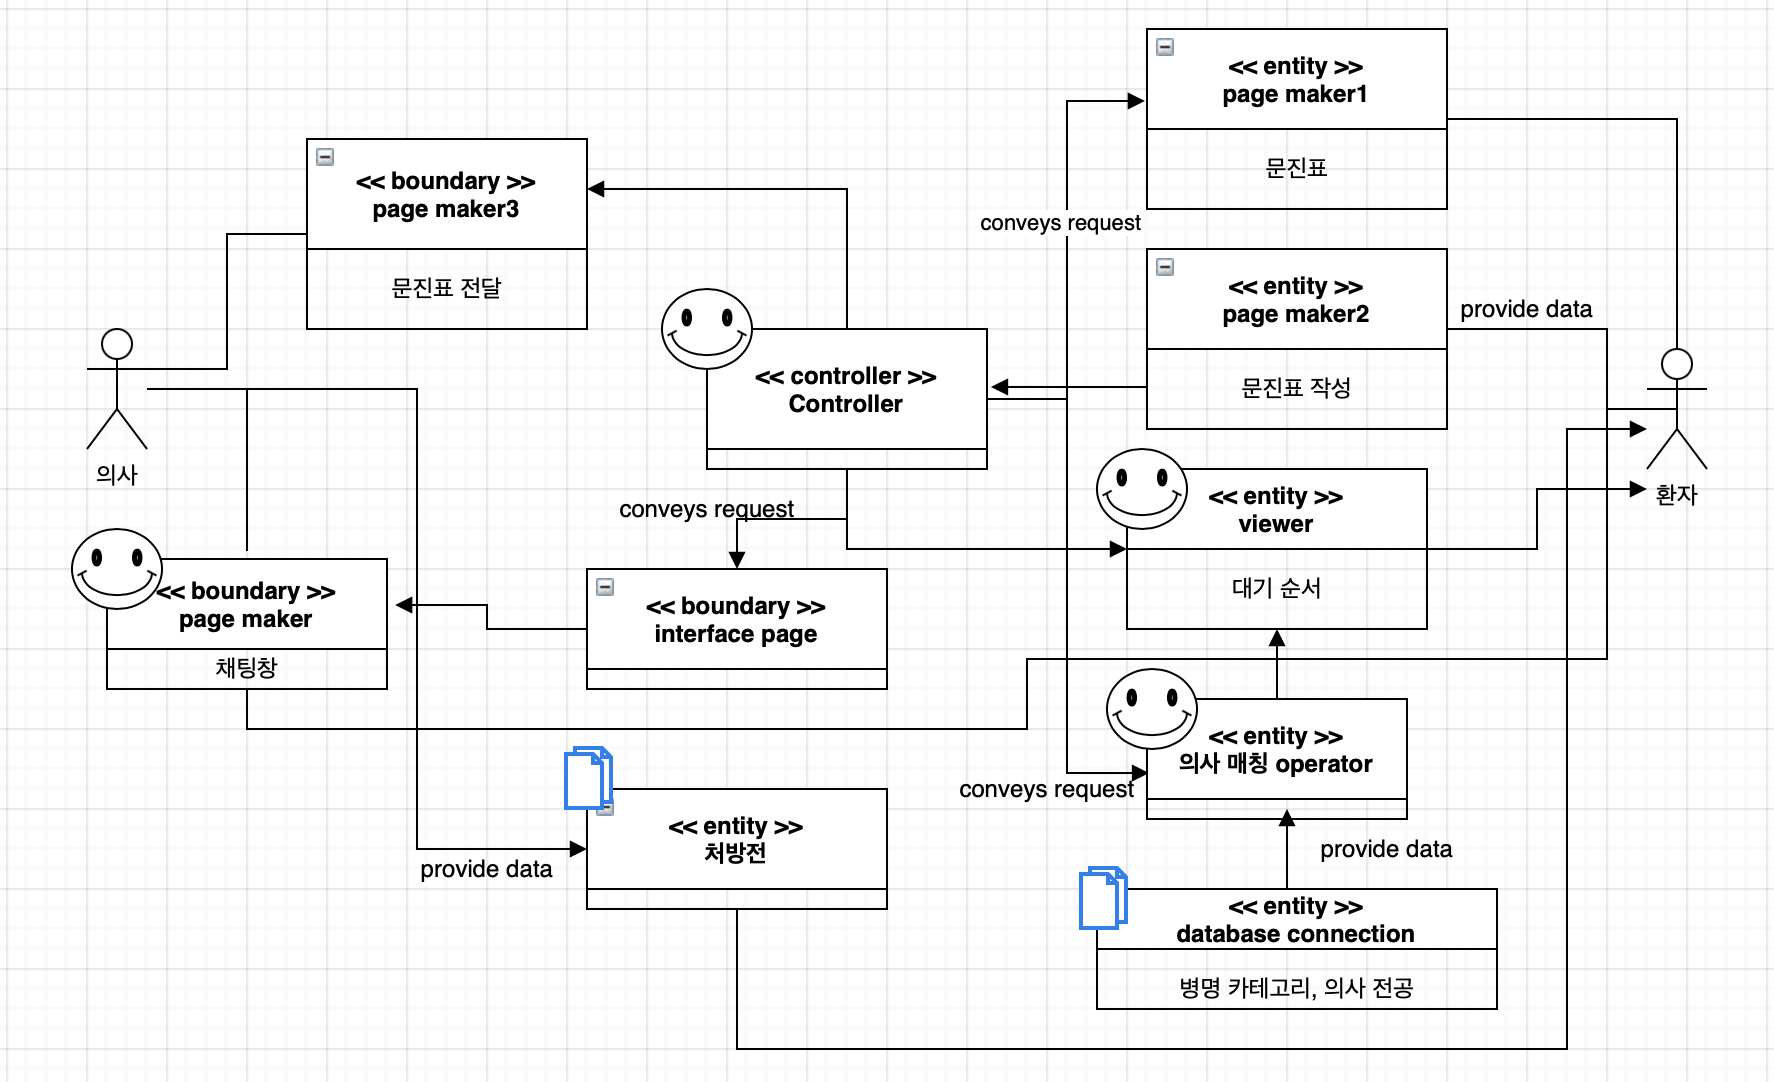 << entity >>
page maker1
문진표
<< boundary >>
page maker3
문진표 전달
conveys request
<< entity >>
page maker2
문진표 작성
provide data
<< controller >>
Controller
의사
환자
conveys request
<< entity >>
viewer
대기 순서
<< boundary >>
page maker
채팅창
<< boundary >>
interface page
<< entity >>
의사 매칭 operator
conveys request
<< entity >>
처방전
provide data
provide data
<< entity >>
database connection
병명 카테고리, 의사 전공